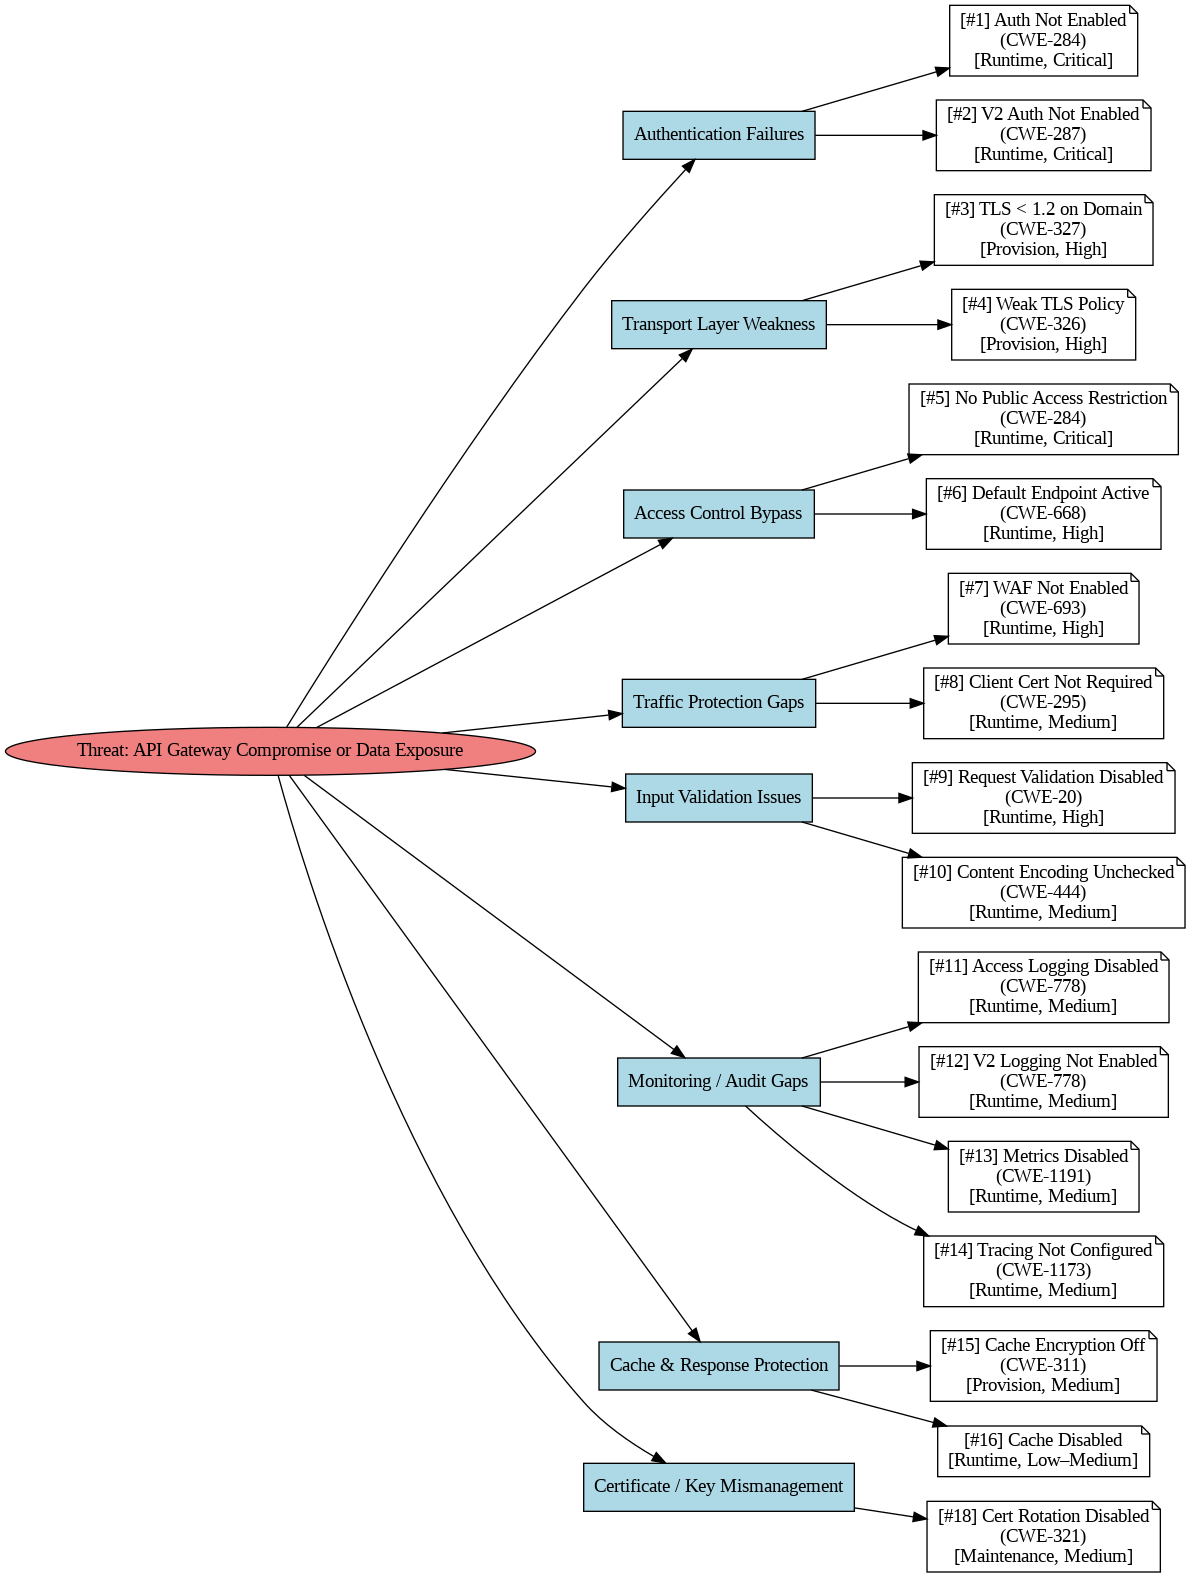 Threat: API Gateway Compromise or Data Exposure
Authentication Failures
[#1] Auth Not Enabled
(CWE-284)
[Runtime, Critical]
[#2] V2 Auth Not Enabled
(CWE-287)
[Runtime, Critical]
Transport Layer Weakness
[#3] TLS < 1.2 on Domain
(CWE-327)
[Provision, High]
[#4] Weak TLS Policy
(CWE-326)
[Provision, High]
Access Control Bypass
[#5] No Public Access Restriction
(CWE-284)
[Runtime, Critical]
[#6] Default Endpoint Active
(CWE-668)
[Runtime, High]
Traffic Protection Gaps
[#7] WAF Not Enabled
(CWE-693)
[Runtime, High]
[#8] Client Cert Not Required
(CWE-295)
[Runtime, Medium]
Input Validation Issues
[#9] Request Validation Disabled
(CWE-20)
[Runtime, High]
[#10] Content Encoding Unchecked
(CWE-444)
[Runtime, Medium]
Monitoring / Audit Gaps
[#11] Access Logging Disabled
(CWE-778)
[Runtime, Medium]
[#12] V2 Logging Not Enabled
(CWE-778)
[Runtime, Medium]
[#13] Metrics Disabled
(CWE-1191)
[Runtime, Medium]
[#14] Tracing Not Configured
(CWE-1173)
[Runtime, Medium]
Cache & Response Protection
[#15] Cache Encryption Off
(CWE-311)
[Provision, Medium]
[#16] Cache Disabled
[Runtime, Low–Medium]
Certificate / Key Mismanagement
[#18] Cert Rotation Disabled
(CWE-321)
[Maintenance, Medium]